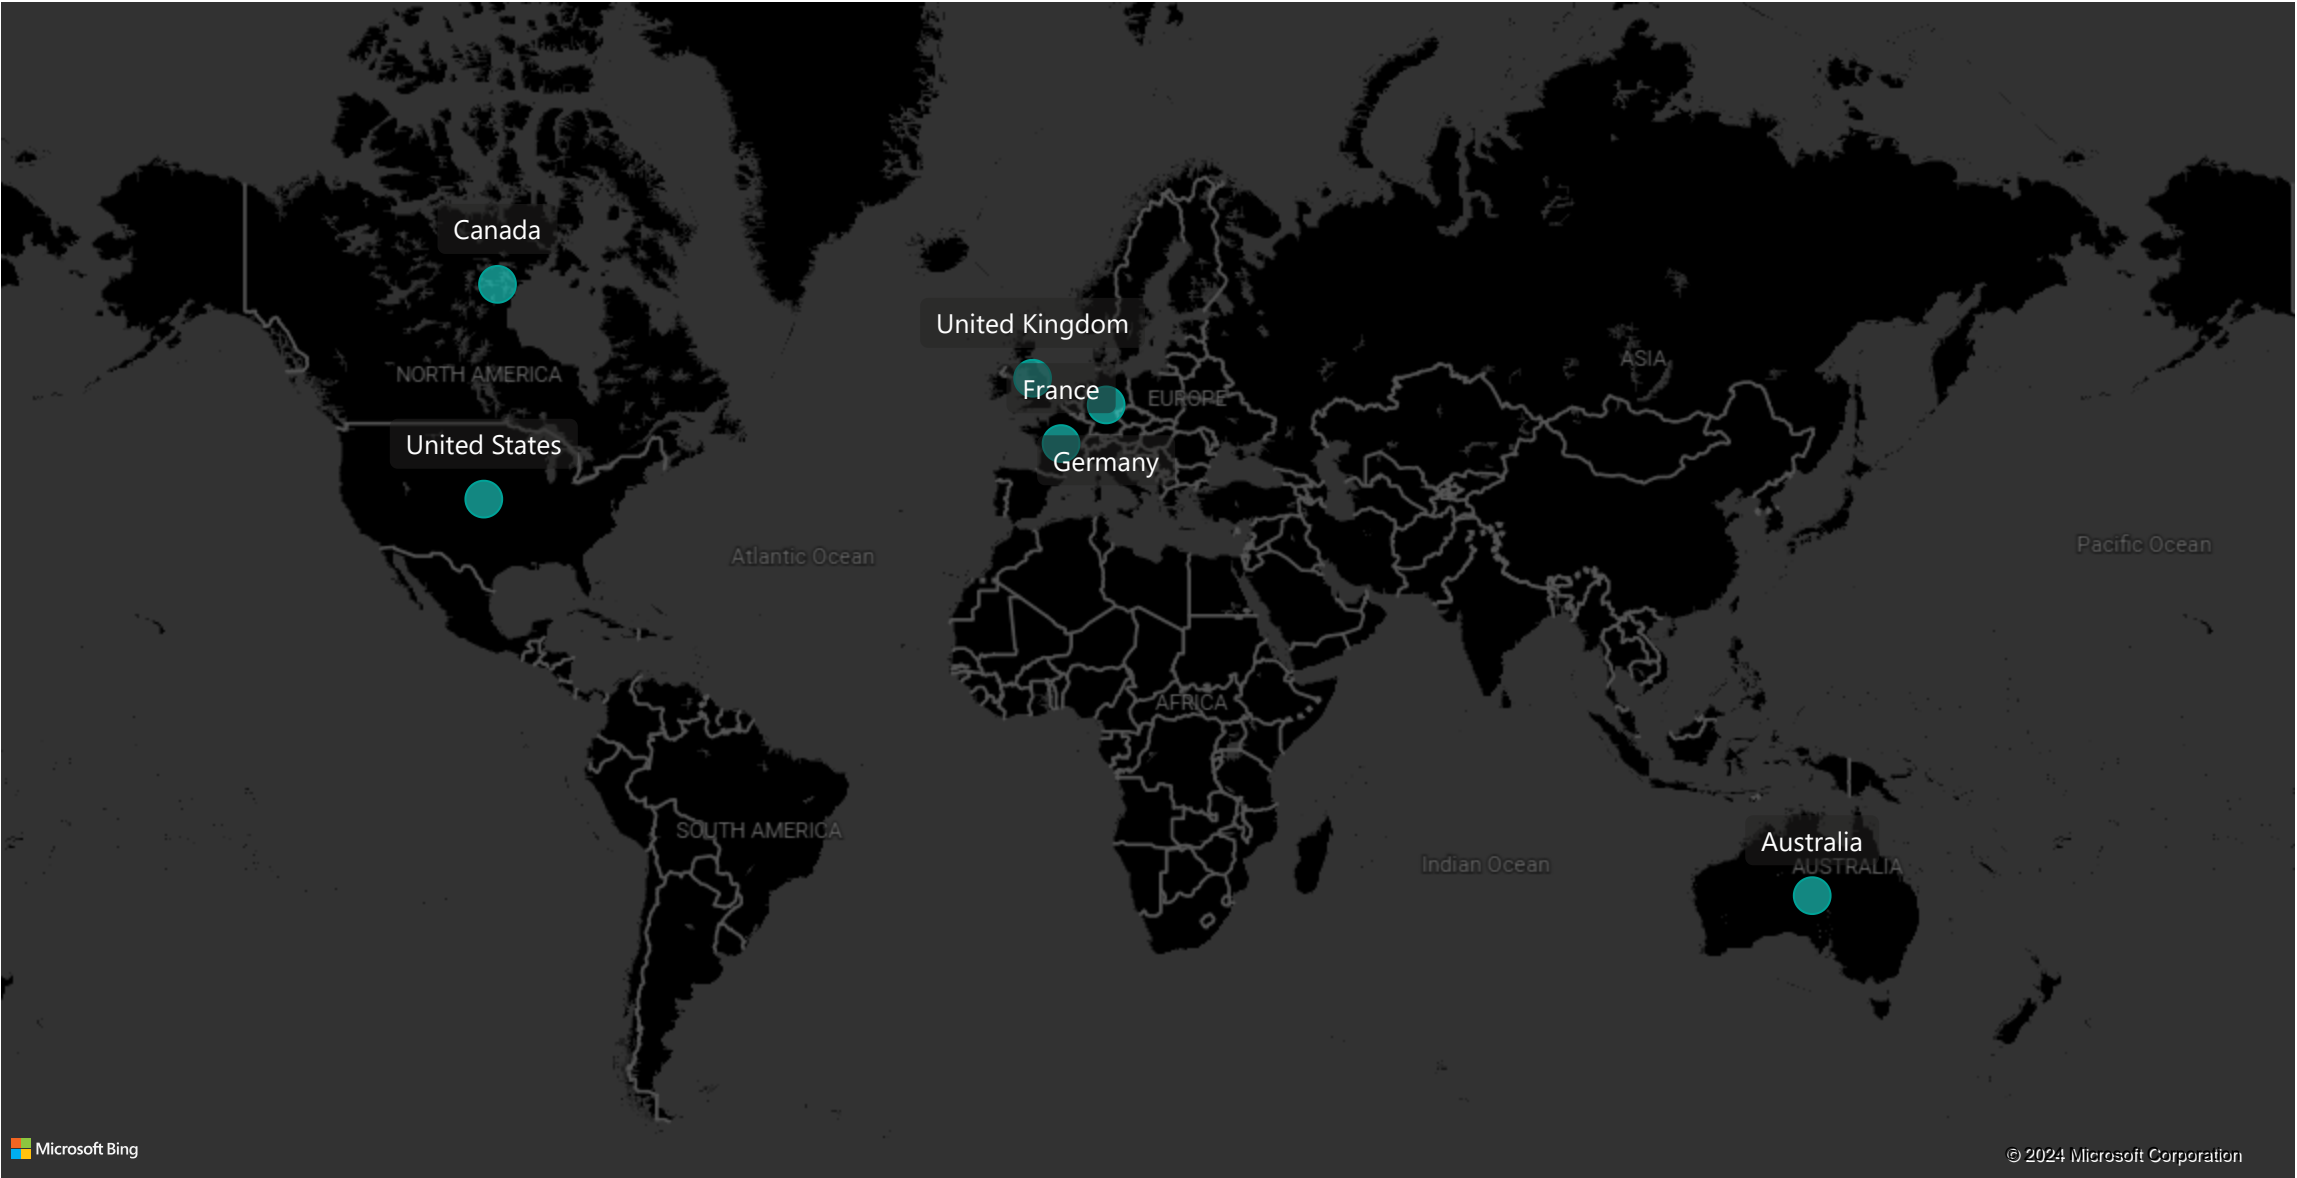 Canada
United Kingdom
ASIA
NORTH AMERICA
France
EUROPE
United States
Germany
Atlantic Ocean
Pacific Ocean
AFRICA
SOUTH AMERICA
Australia
AUSTRALIA
Indian Ocean
Microsoft Bing
© 2024 Microsoft Corporation